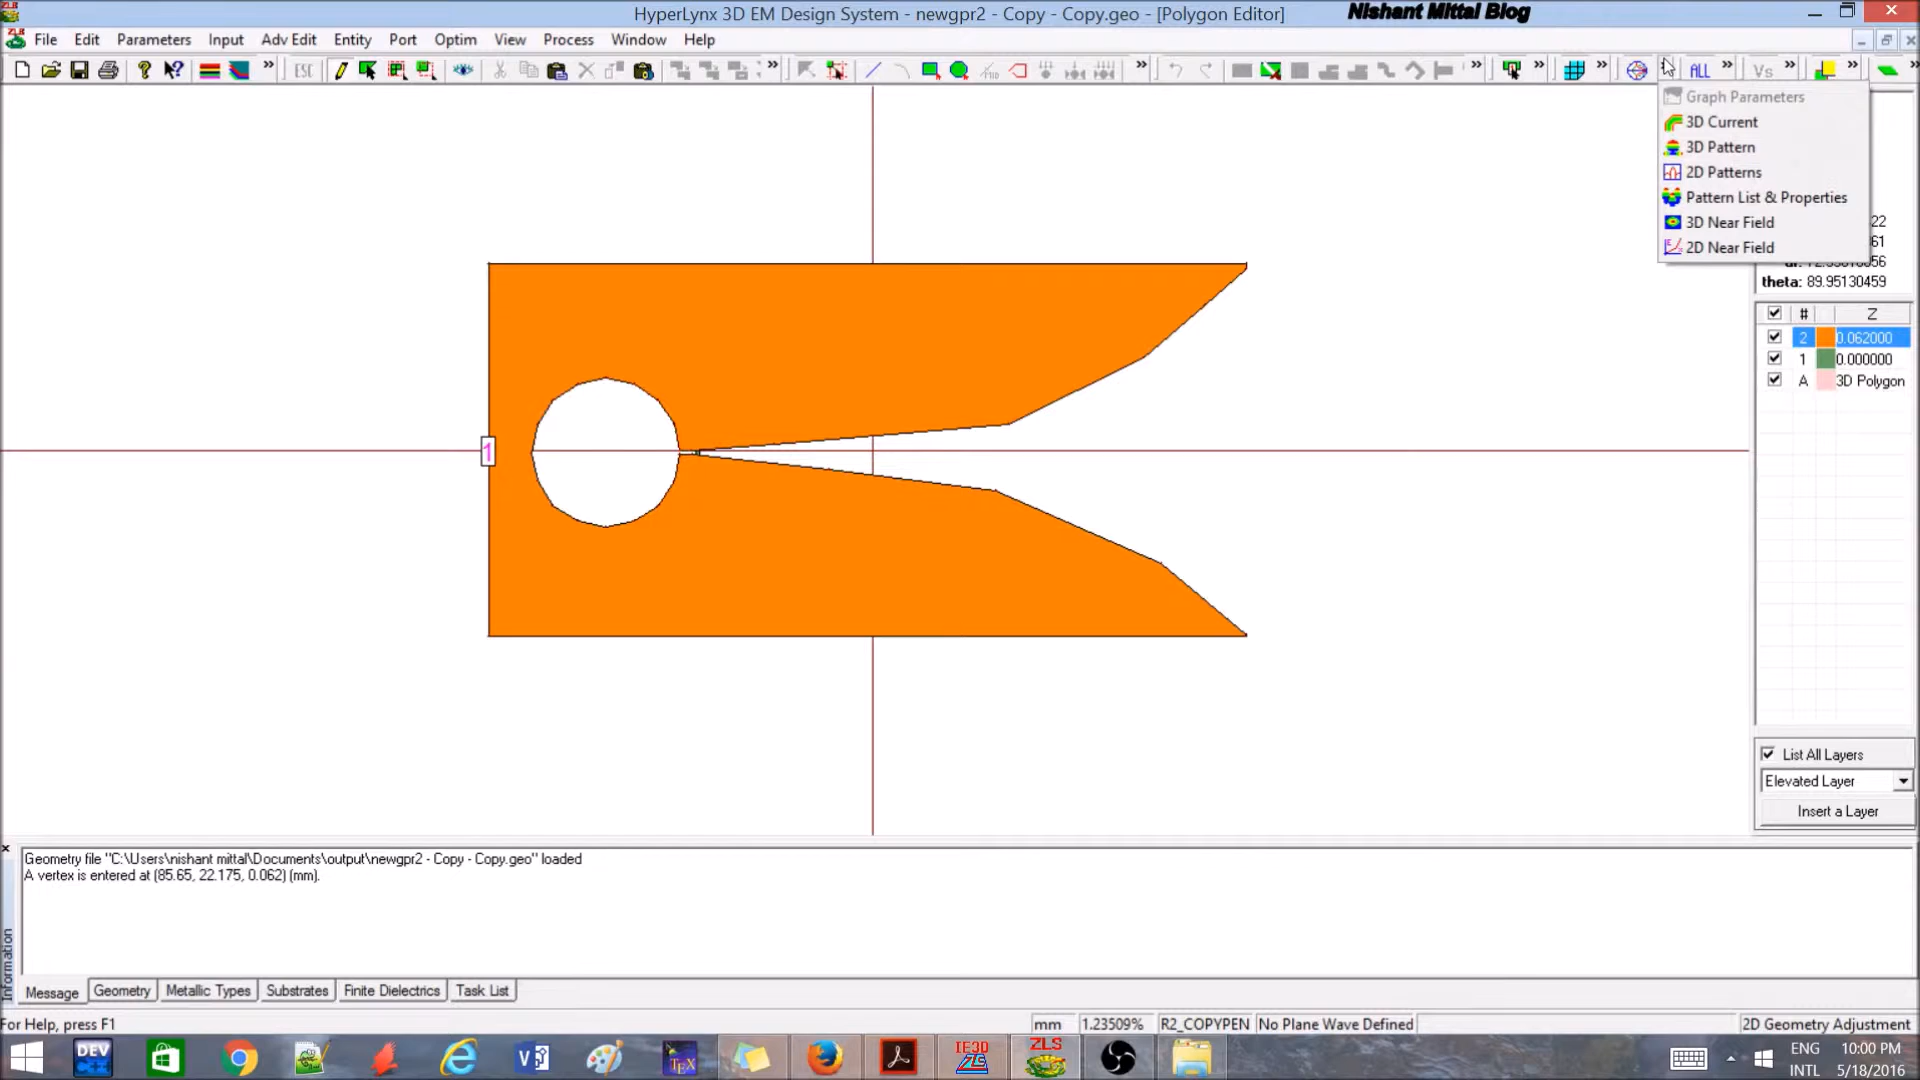 HyperLynx 3D EM Design System - newgpr2 - Copy - Copy.geo - [Polygon Editor]
Nishant Mittal Blog
File Edit Parameters Input Adv Edit Entity Port Optim View Process Window Help
ESC
ALL
Vs
Graph Parameters
3D Current
3D Pattern
2D Patterns
Pattern List & Properties
3D Near Field
2D Near Field
22
61
theta: 89.95130459
# Z
2 0.062000
1 0.000000
A 3D Polygon
1
List All Layers
Elevated Layer
Insert a Layer
Geometry file "C:\Users\nishant mittal\Documents\output\newgpr2 - Copy - Copy.geo" loaded
A vertex is entered at (85.65, 22.175, 0.062) (mm).
Information
Message Geometry Metallic Types Substrates Finite Dielectrics Task List
For Help, press F1
mm 1.23509% R2_COPYPEN No Plane Wave Defined 2D Geometry Adjustment
DEV
TEX
IE3D
ZLS
ENG
INTL
10:00 PM
5/18/2016